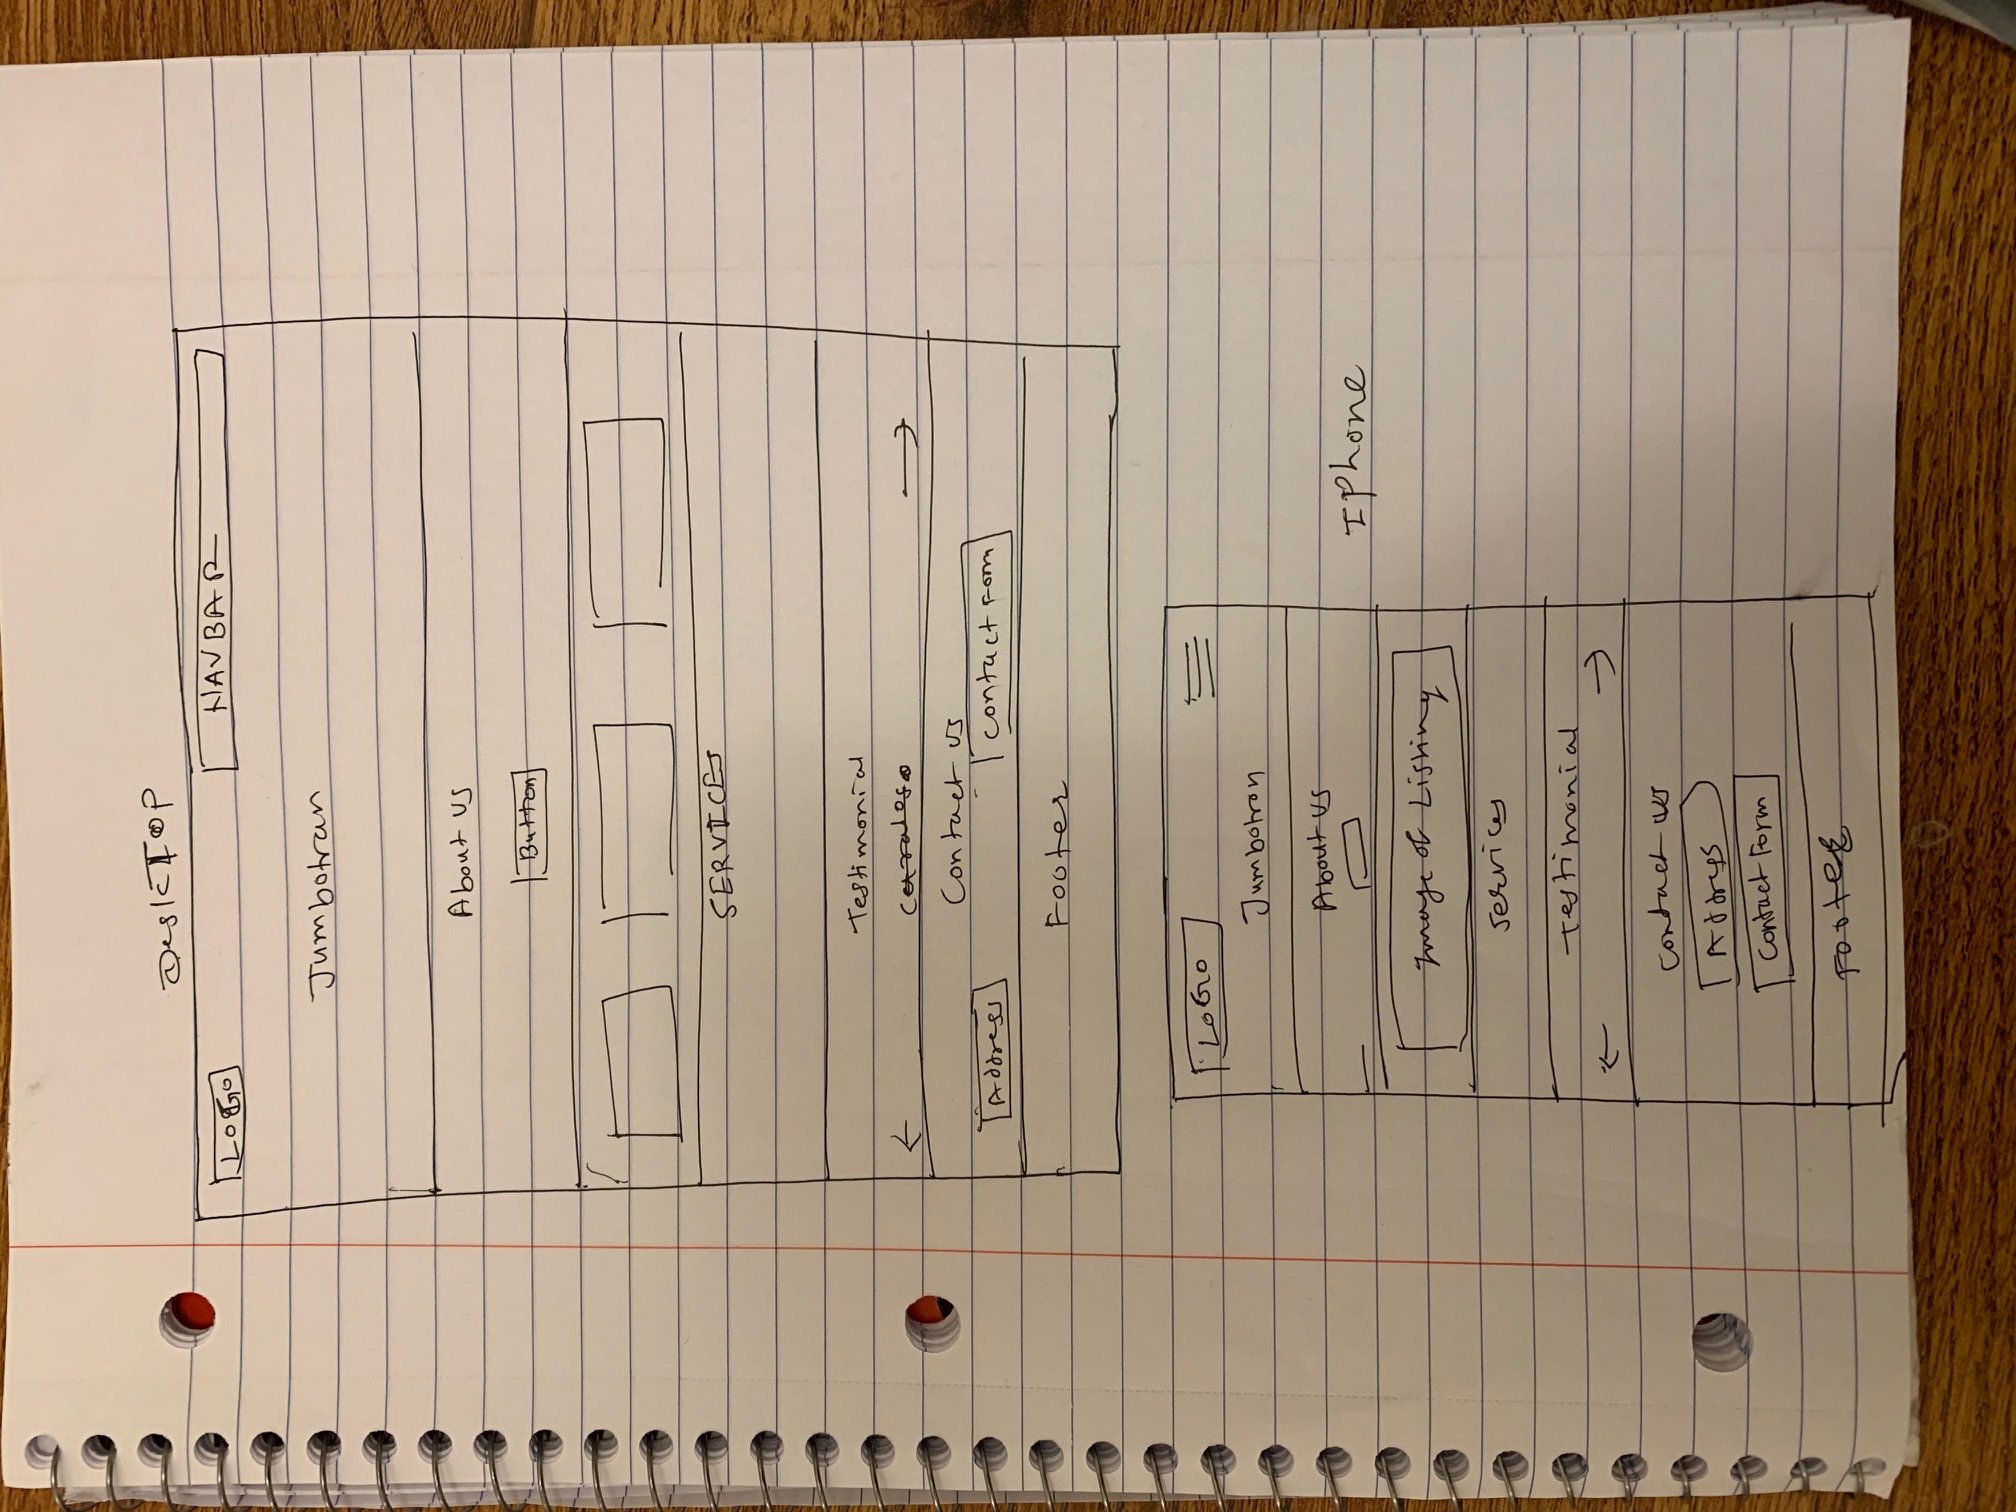 DeskTop
LOGO NAVBAR
Jumbotran
About us
Button
SERVICES
Testimonial
Contact us
Address Contact Form
Footer
LOGO
Jumbotron
About us
IPhone
Image of Listing
Services
Testimonial
Contact us
Address
Contact Form
Footer